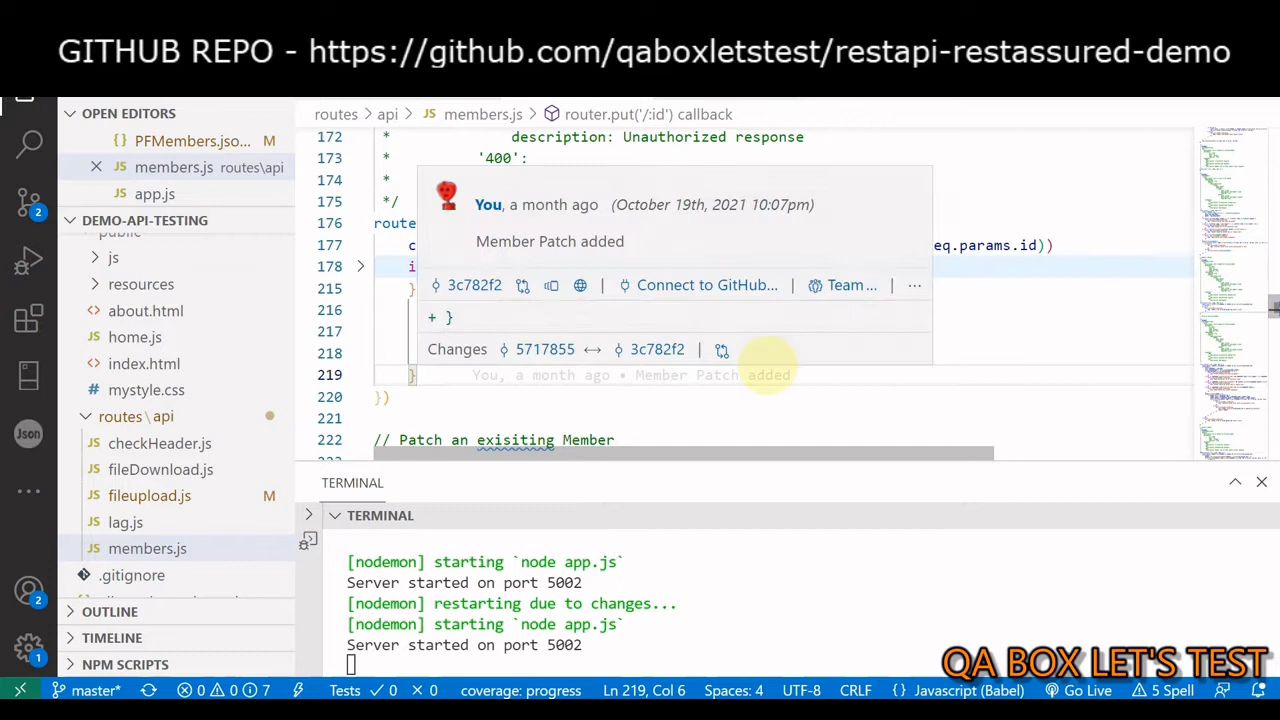 GITHUB REPO - https://github.com/qaboxletstest/restapi-restassured-demo
OPEN EDITORS
PFMembers.jso... M
members.js routes\api
app.js
DEMO-API-TESTING
public
js
resources
about.html
home.js
index.html
mystyle.css
routes\api
checkHeader.js
fileDownload.js
fileupload.js M
lag.js
members.js
.gitignore
OUTLINE
TIMELINE
NPM SCRIPTS
routes > api > JS members.js > router.put('/:id') callback
172 * description: Unauthorized response
173 * '400':
174 *
175 */
176 route
177 c eq.params.id))
178 i
215 }
216
217
218
219 } You, a month ago • Member Patch added
220 })
221
222 // Patch an exisiting Member
You, a month ago (October 19th, 2021 10:07pm)
Member Patch added
3c782f2 | Connect to GitHub... | Team... | ...
+ }
Changes 1717855 ↔ 3c782f2 |
TERMINAL
TERMINAL
[nodemon] starting `node app.js`
Server started on port 5002
[nodemon] restarting due to changes...
[nodemon] starting `node app.js`
Server started on port 5002
QA BOX LET'S TEST
master* 0 0 7 Tests 0 0 coverage: progress Ln 219, Col 6 Spaces: 4 UTF-8 CRLF Javascript (Babel) Go Live 5 Spell